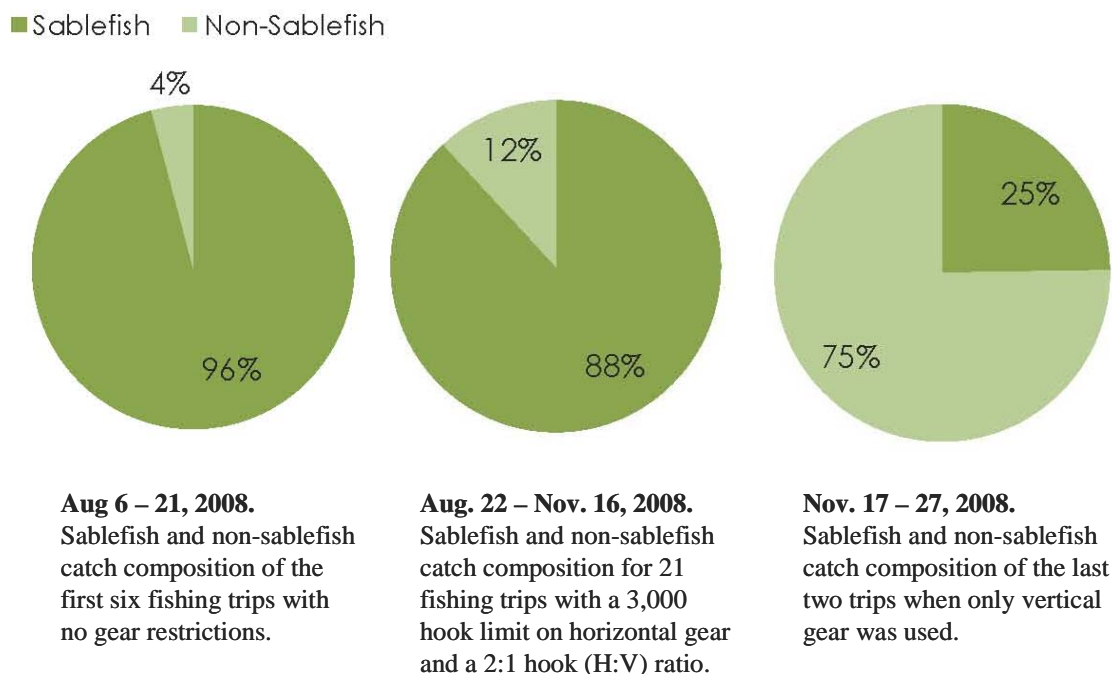 Sablefish Non-Sablefish
4%
96%
12%
88%
25%
75%
Aug 6 – 21, 2008.
Sablefish and non-sablefish
catch composition of the
first six fishing trips with
no gear restrictions.
Aug. 22 – Nov. 16, 2008.
Sablefish and non-sablefish
catch composition for 21
fishing trips with a 3,000
hook limit on horizontal gear
and a 2:1 hook (H:V) ratio.
Nov. 17 – 27, 2008.
Sablefish and non-sablefish
catch composition of the last
two trips when only vertical
gear was used.